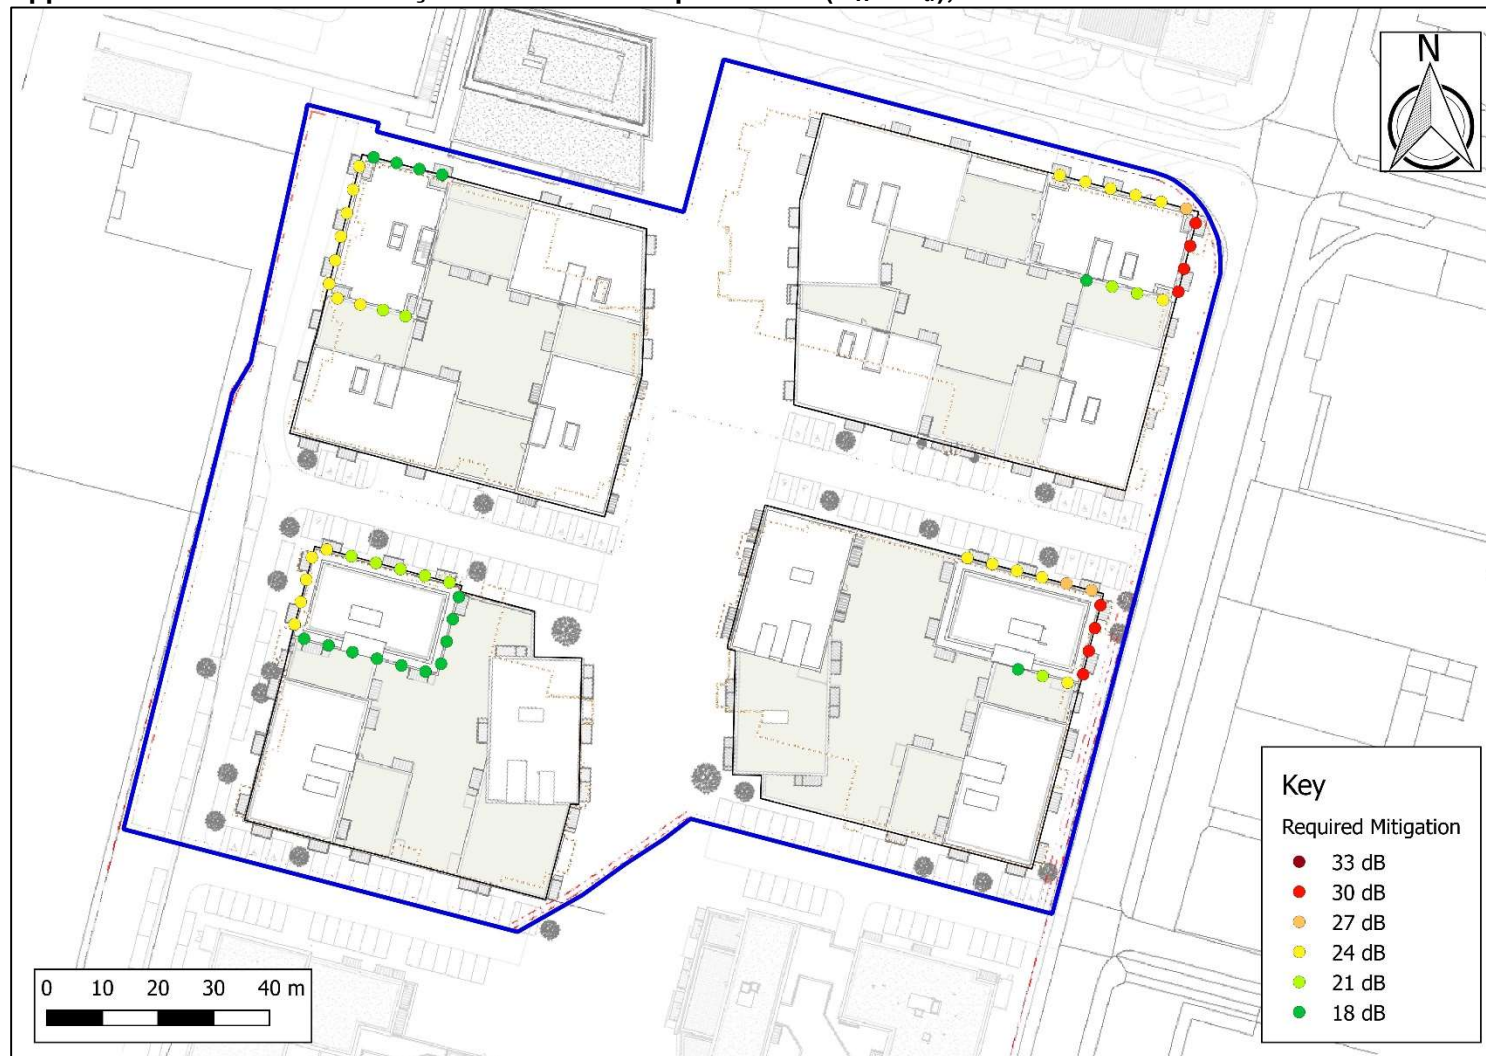 N
Key
Required Mitigation
33 dB
30 dB
27 dB
24 dB
21 dB
18 dB
0 10 20 30 40 m